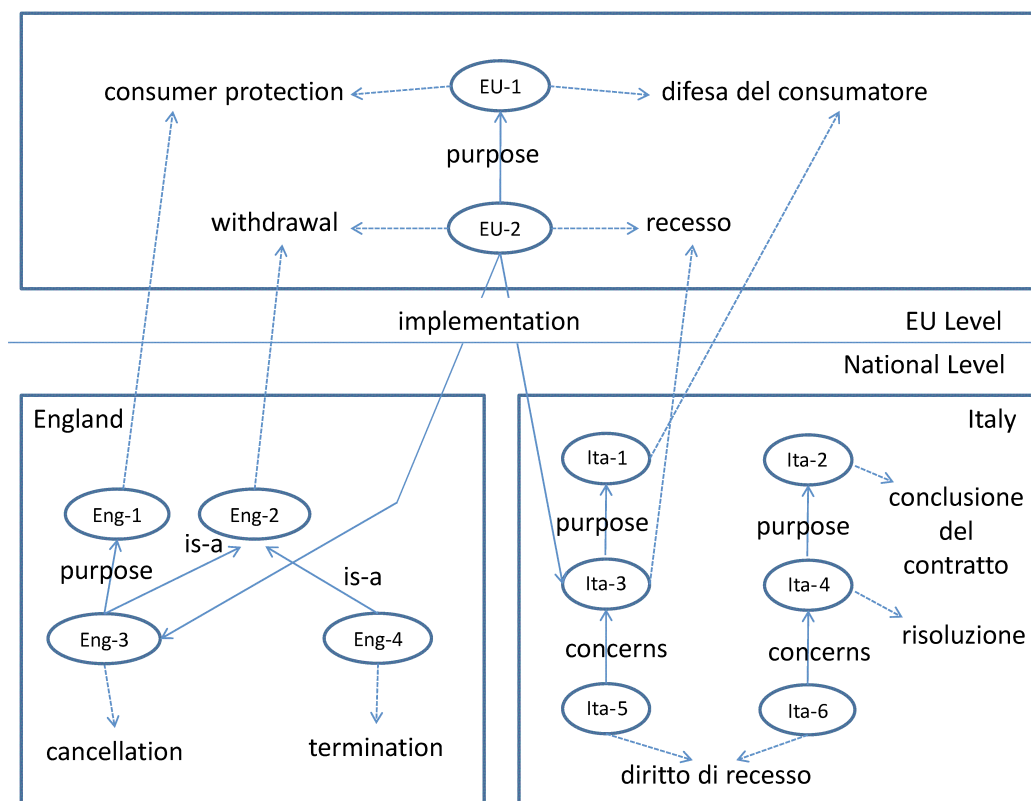 consumer protection
EU-1
difesa del consumatore
purpose
withdrawal
EU-2
recesso
implementation
EU Level
National Level
England
Eng-1
Eng-2
is-a
purpose
is-a
Eng-3
Eng-4
cancellation
termination
Italy
Ita-1
Ita-2
conclusione
del
contratto
purpose
purpose
Ita-3
Ita-4
risoluzione
concerns
concerns
Ita-5
Ita-6
diritto di recesso